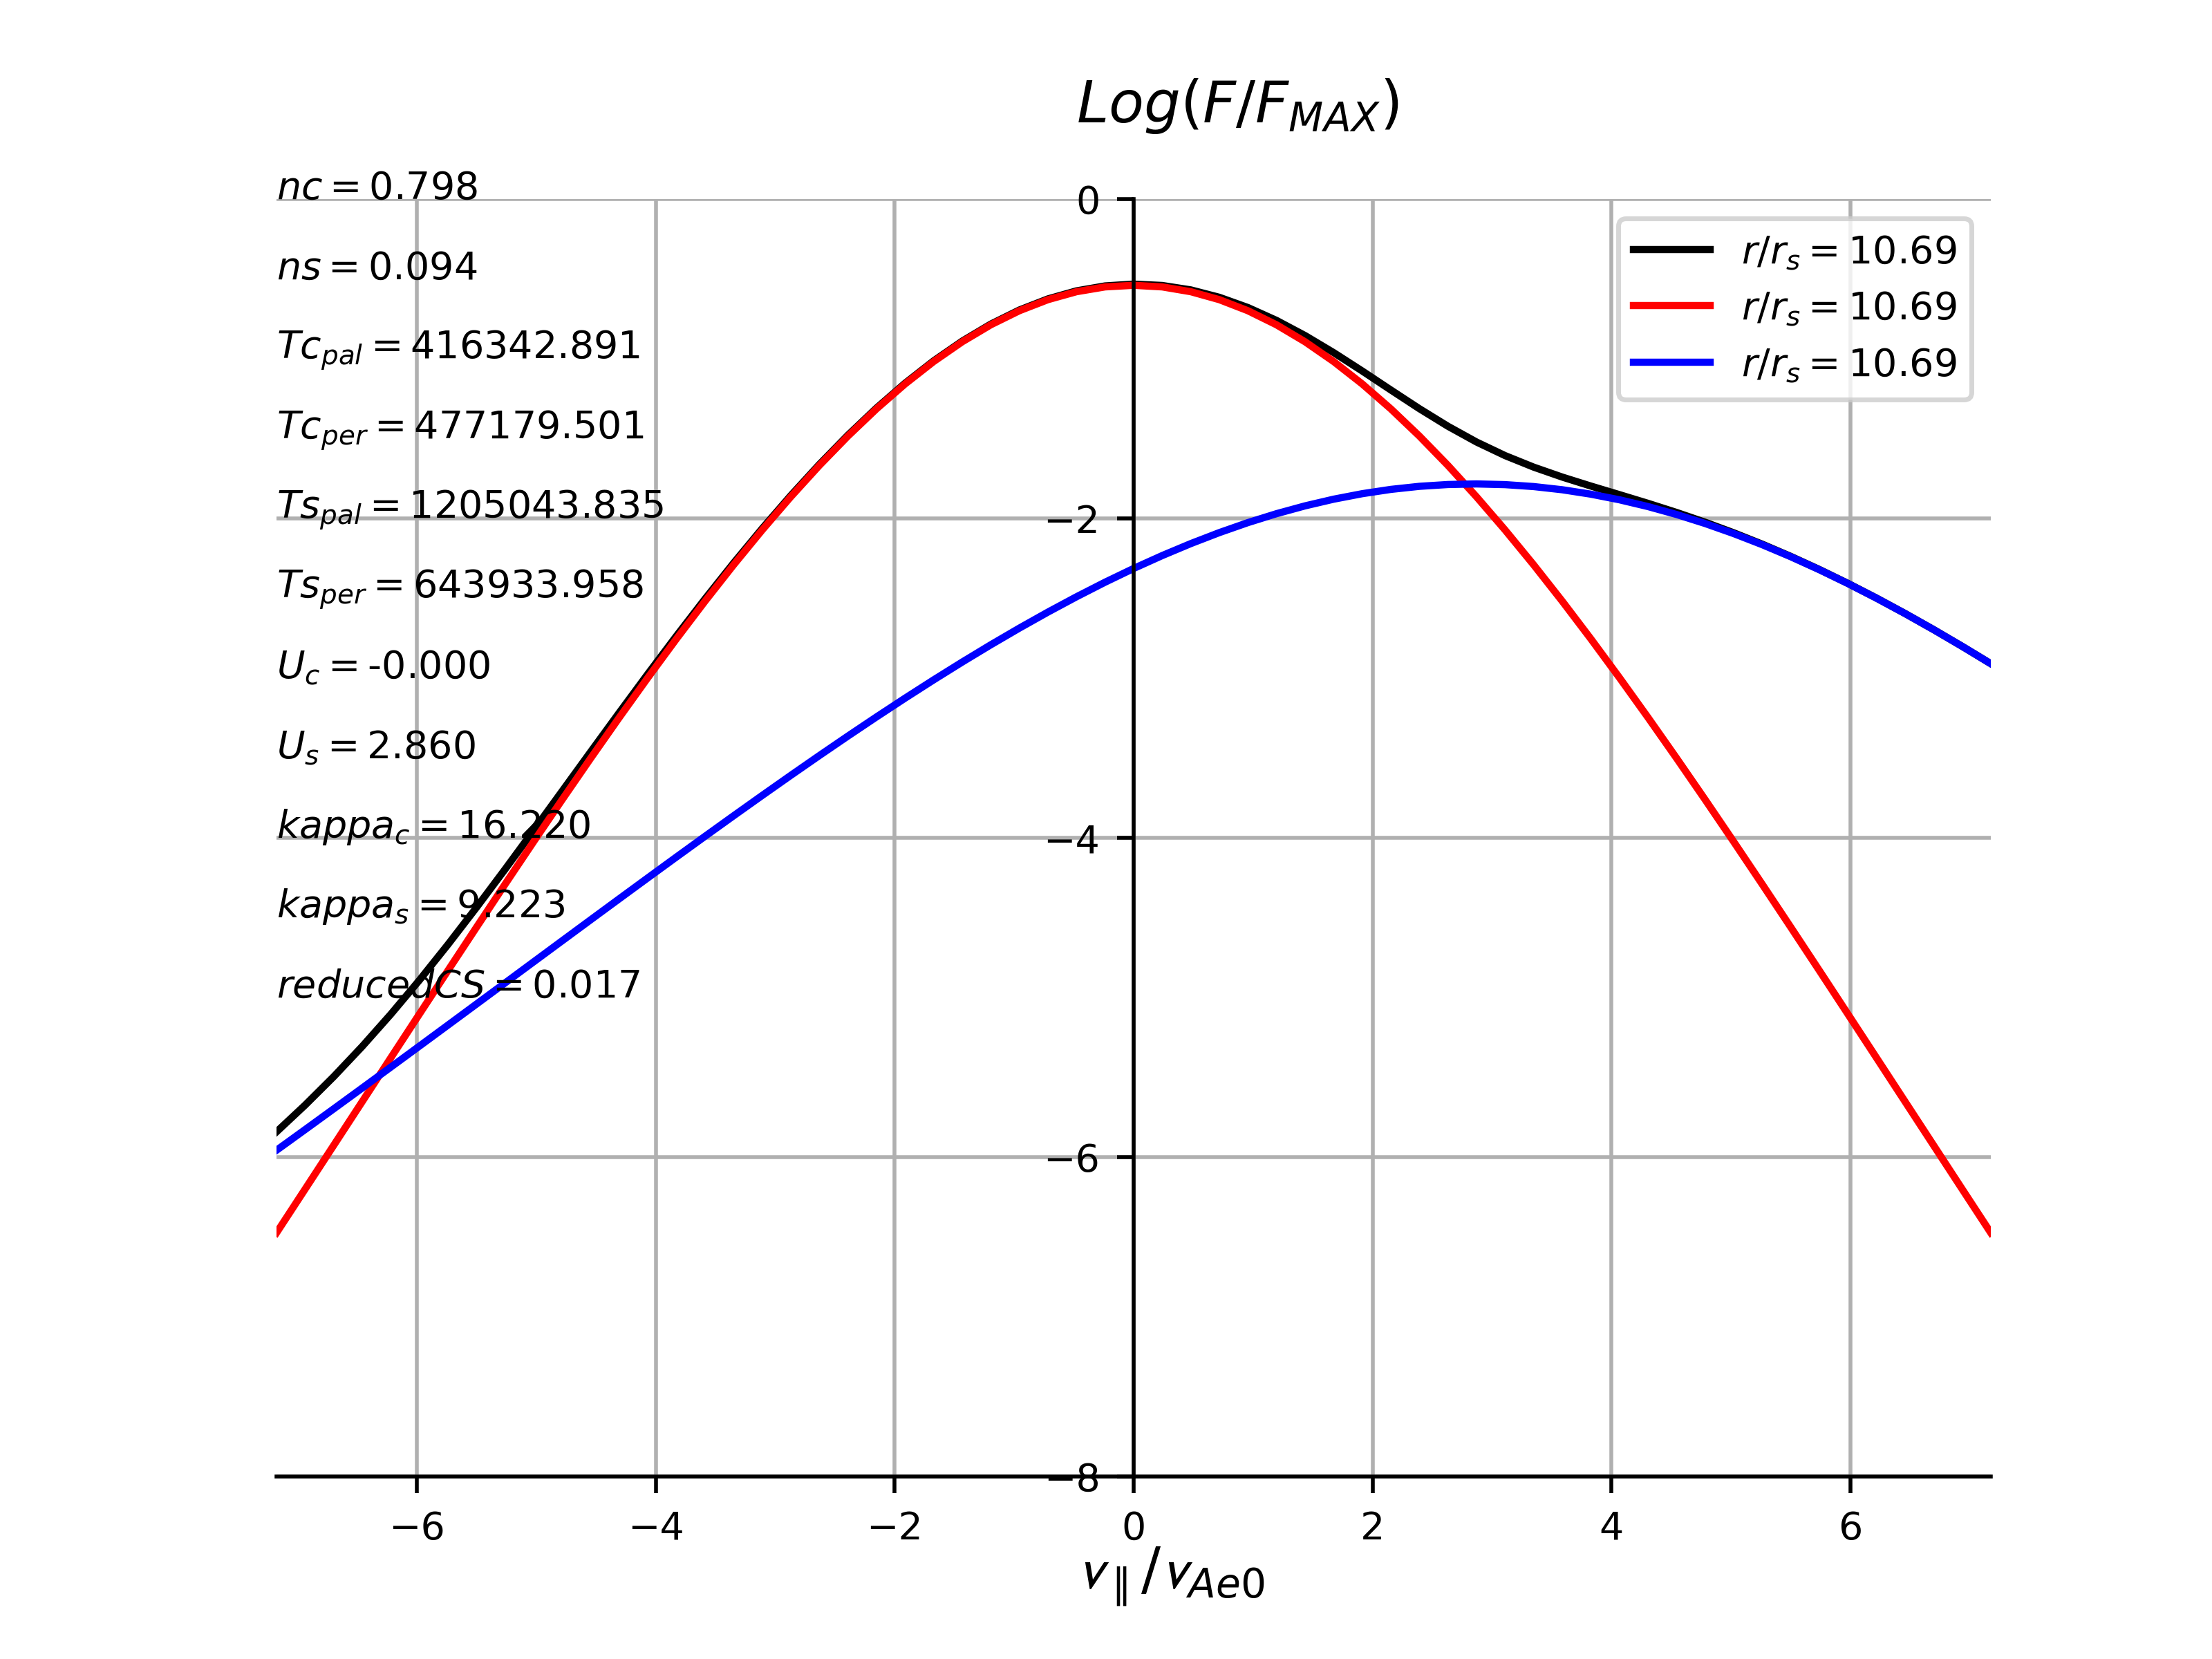 Log(F/F_MAX)
nc = 0.798
ns = 0.094
Tc_pal = 416342.891
Tc_per = 477179.501
Ts_pal = 1205043.835
Ts_per = 643933.958
U_c = -0.000
U_s = 2.860
kappa_c = 16.220
kappa_s = 9.223
reducedCS = 0.017
r/r_s = 10.69
r/r_s = 10.69
r/r_s = 10.69
0
−2
−4
−6
−8
−6 −4 −2 0 2 4 6
v_∥/v_Ae0